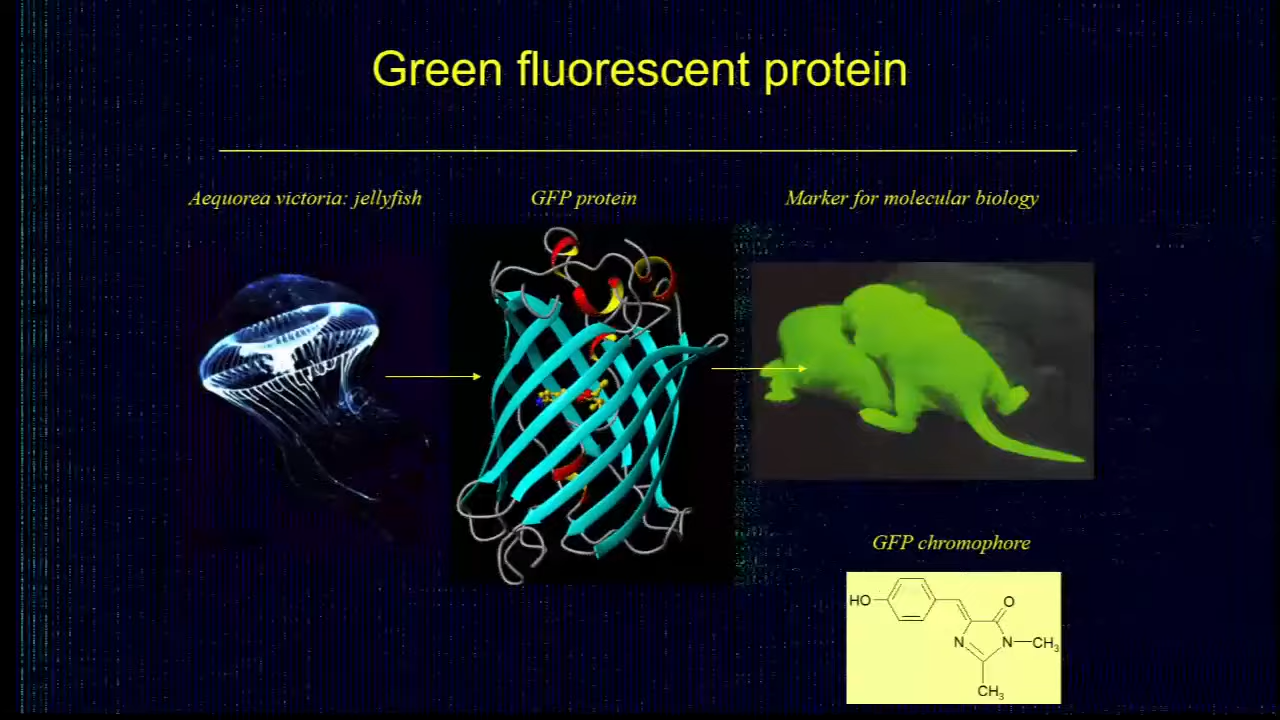 Green fluorescent protein
Aequorea victoria: jellyfish
GFP protein
Marker for molecular biology
GFP chromophore
HO
O
N
N
CH3
CH3